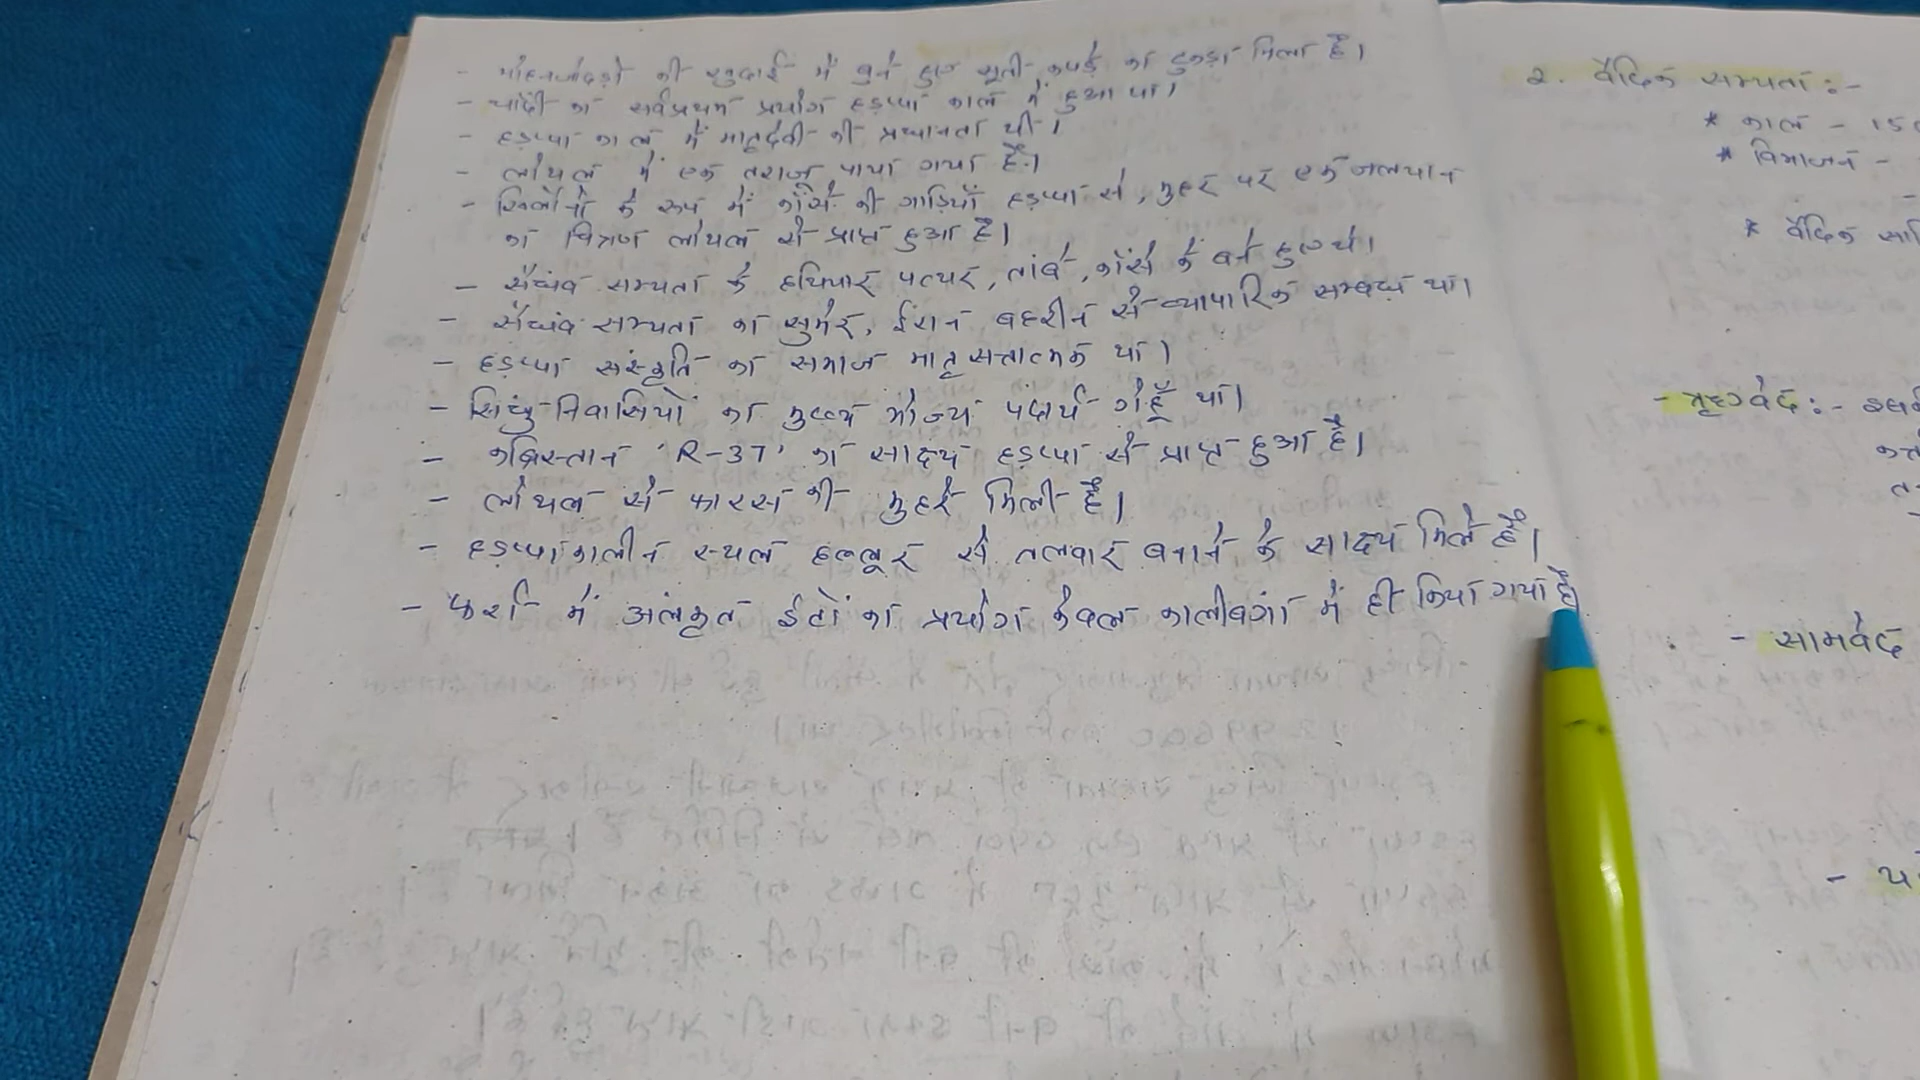 - मोहनजोदड़ो की खुदाई में बुने हुए सूती कपड़े का टुकड़ा मिला है।
- चाँदी का सर्वप्रथम प्रयोग हड़प्पा काल में हुआ था।
- हड़प्पा काल में मातृदेवी की प्रधानता थी।
- लोथल में एक तराजू पाया गया है।
- खिलौनो के रूप में काँसे की गाड़ियाँ हड़प्पा से, मुहर पर एक जलयान
का चित्रण लोथल से प्राप्त हुआ है।
- सैंधव सभ्यता के हथियार पत्थर, तांबे, काँसे के बने हुए थे।
- सैंधव सभ्यता का सुमेर, ईरान, बहरीन से व्यापारिक सम्बंध था।
- हड़प्पा संस्कृति का समाज मातृसत्तात्मक था।
- सिंधु-निवासियों का मुख्य भोज्य पदार्थ गेहूँ था।
- कब्रिस्तान 'R-37' का साक्ष्य हड़प्पा से प्राप्त हुआ है।
- लोथल से फारस की मुहरें मिली है।
- हड़प्पाकालीन स्थल हल्लूर से तलवार बनाने के साक्ष्य मिले हैं।
- फर्श में अलंकृत ईटों का प्रयोग केवल कालीबंगा में ही किया गया है।
2. वैदिक सभ्यता :-
* काल - 15
* विभाजन -
* वैदिक
- ऋग्वेद :-
- सामवेद
-